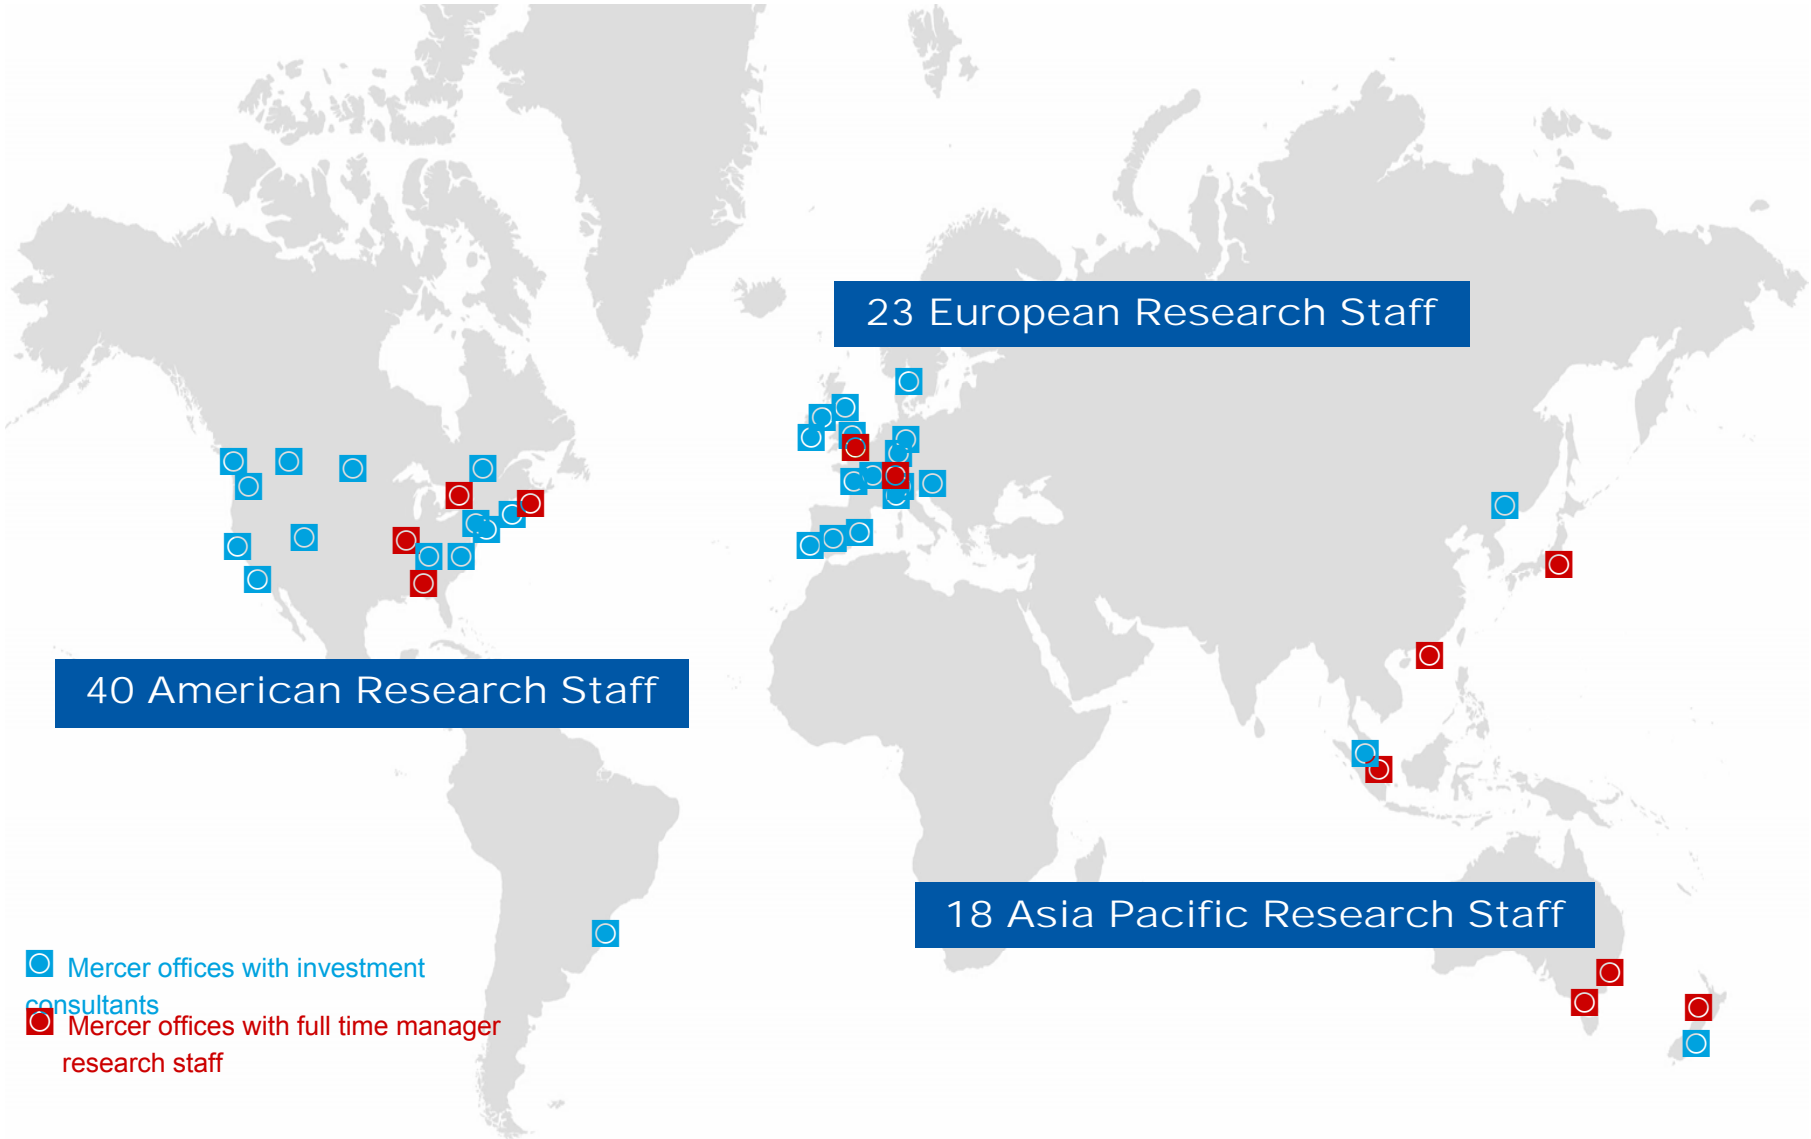 23 European Research Staff
40 American Research Staff
18 Asia Pacific Research Staff
Mercer offices with investment
consultants
Mercer offices with full time manager
research staff